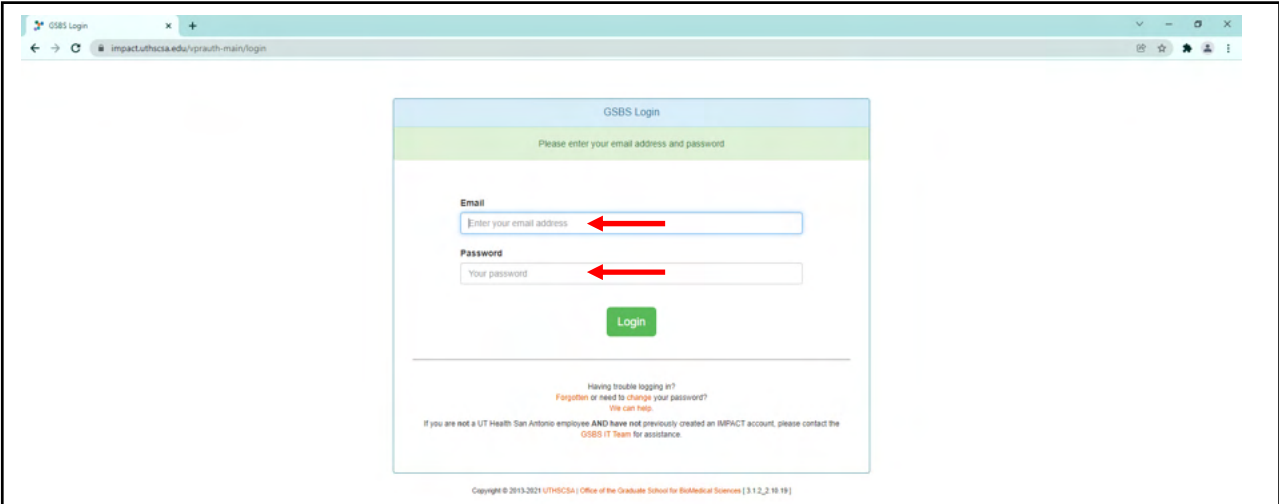 GSBS Login
impact.uthscsa.edu/vprauth-main/login
GSBS Login
Please enter your email address and password
Email
Enter your email address
Password
Your password
Login
Having trouble logging in?
Forgotten or need to change your password?
We can help.
If you are not a UT Health San Antonio employee AND have not previously created an IMPACT account, please contact the
GSBS IT Team for assistance.
Copyright © 2013-2021 UTHSCSA | Office of the Graduate School for BioMedical Sciences [ 3.1.2_2.10.19 ]